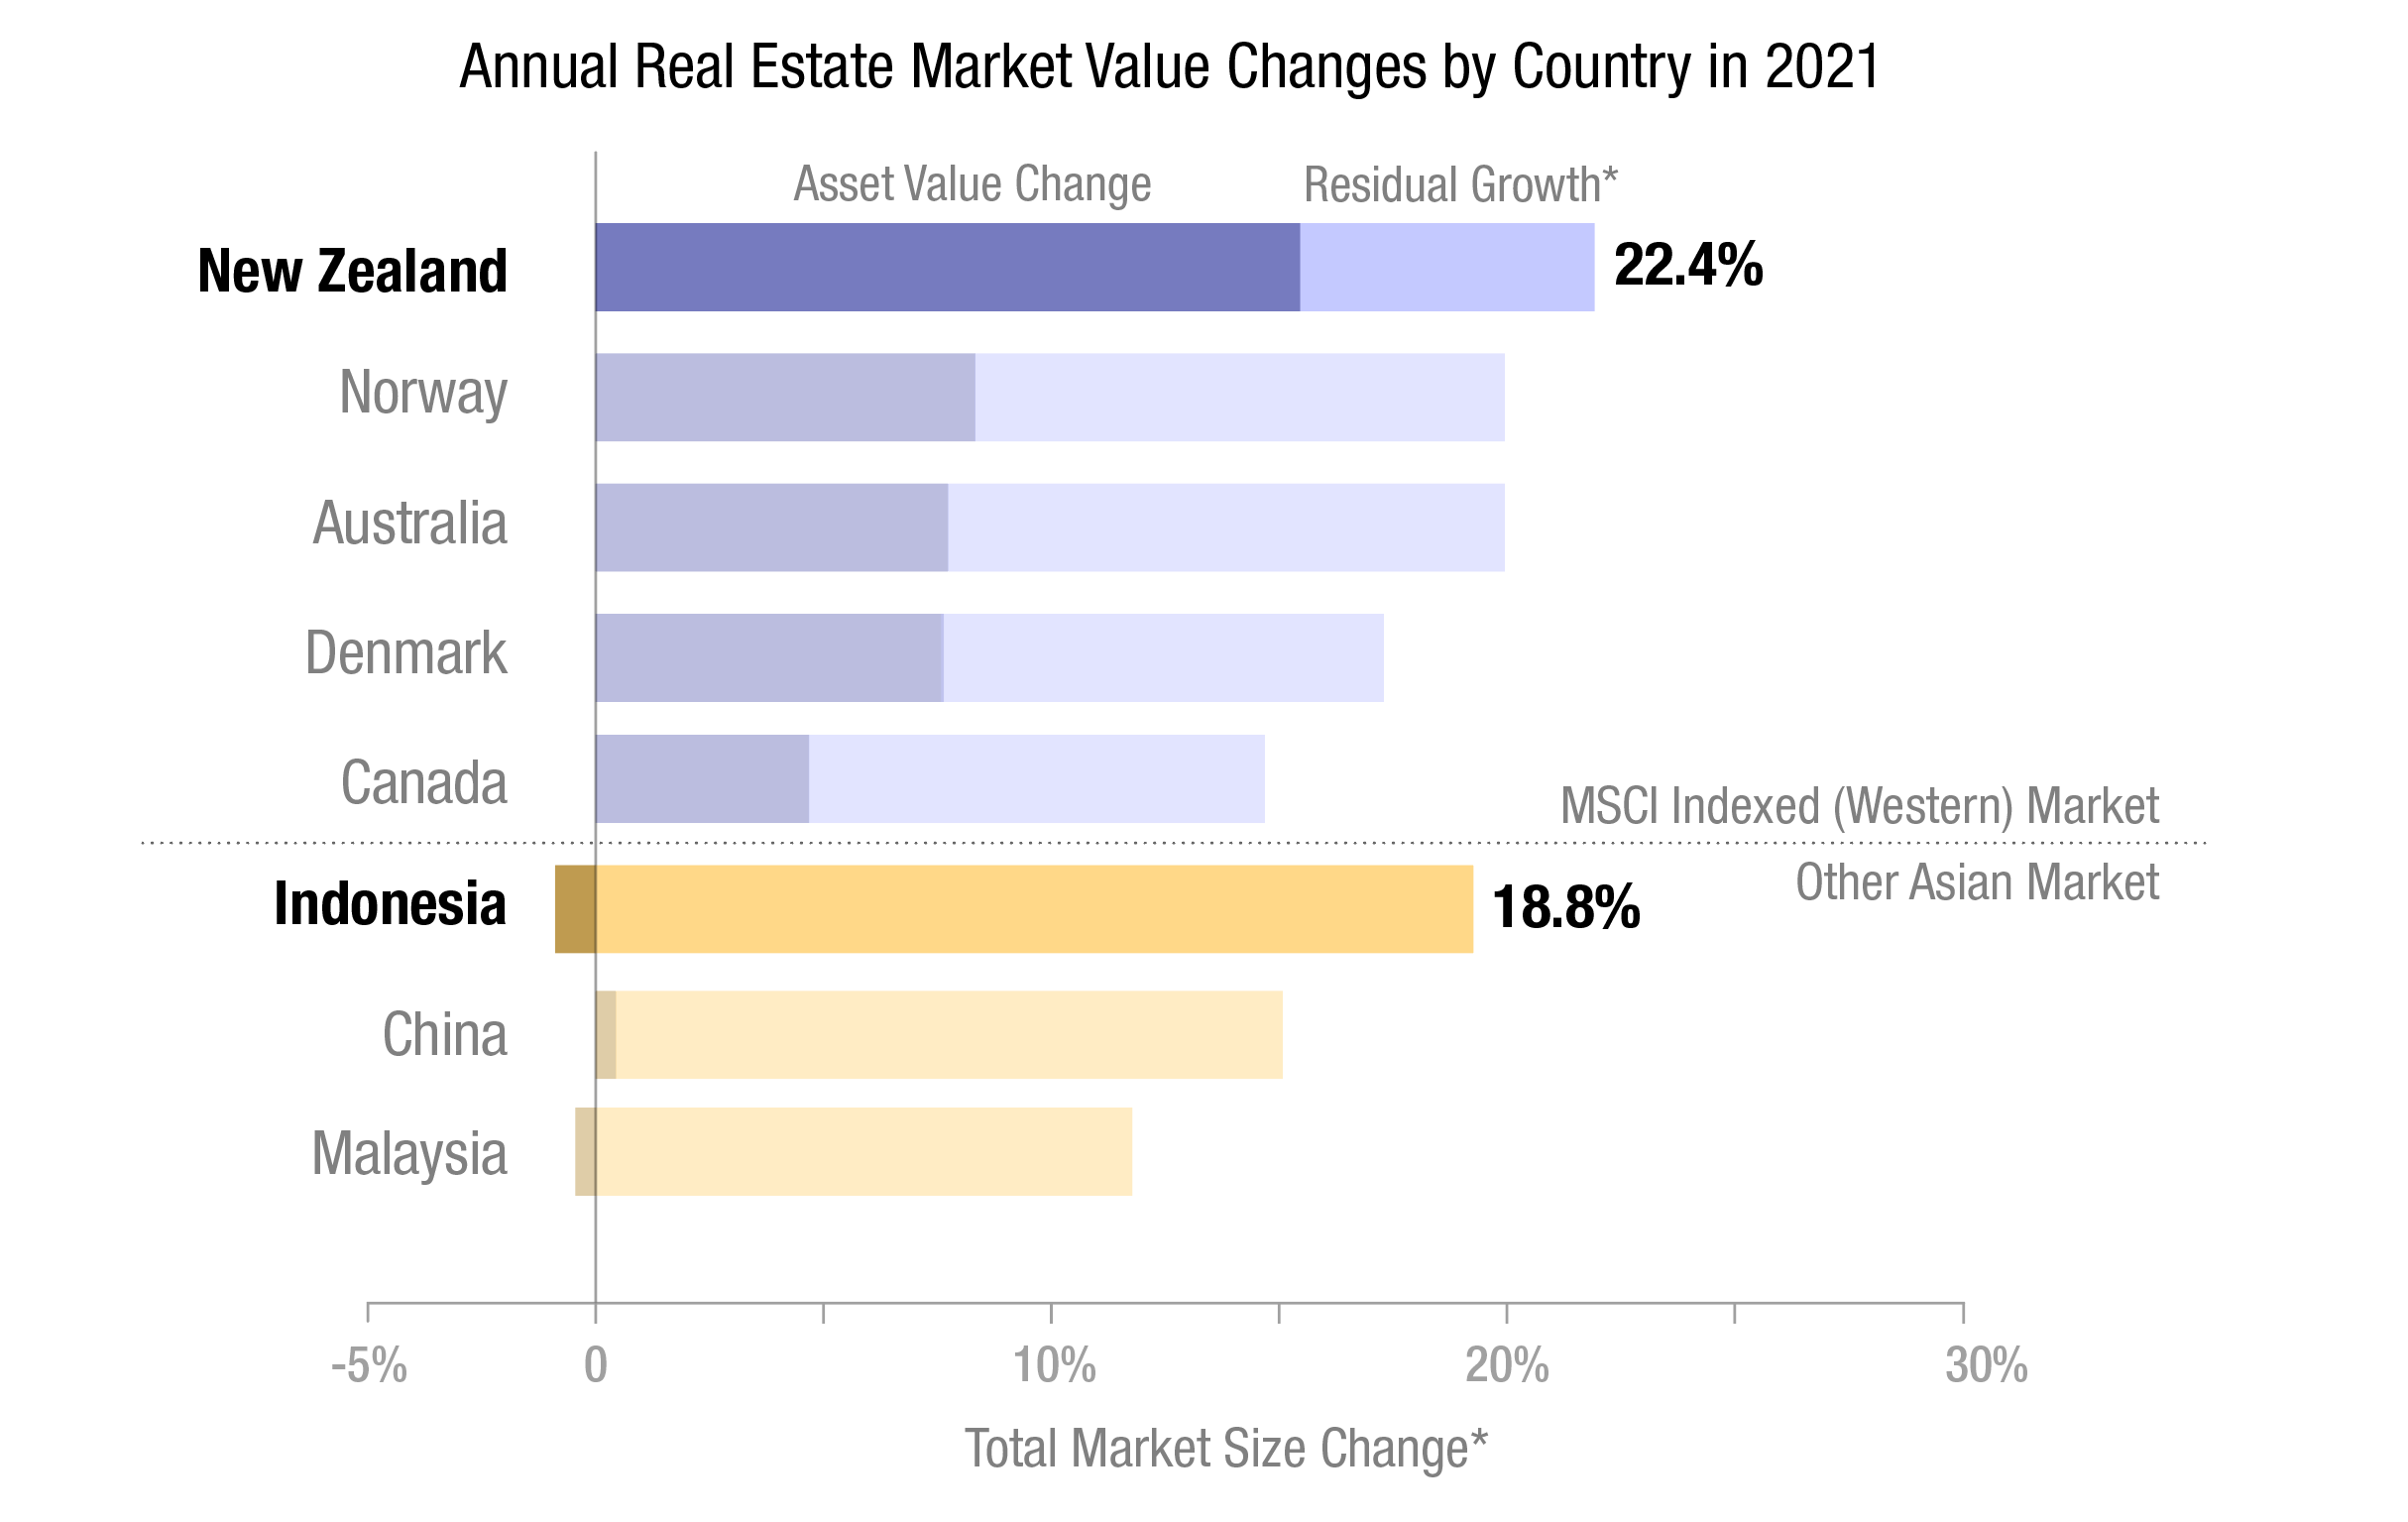 Annual Real Estate Market Value Changes by Country in 2021
Asset Value Change
Residual Growth*
New Zealand
22.4%
Norway
Australia
Denmark
Canada
MSCI Indexed (Western) Market
Other Asian Market
Indonesia
18.8%
China
Malaysia
-5%
0
10%
20%
30%
Total Market Size Change*